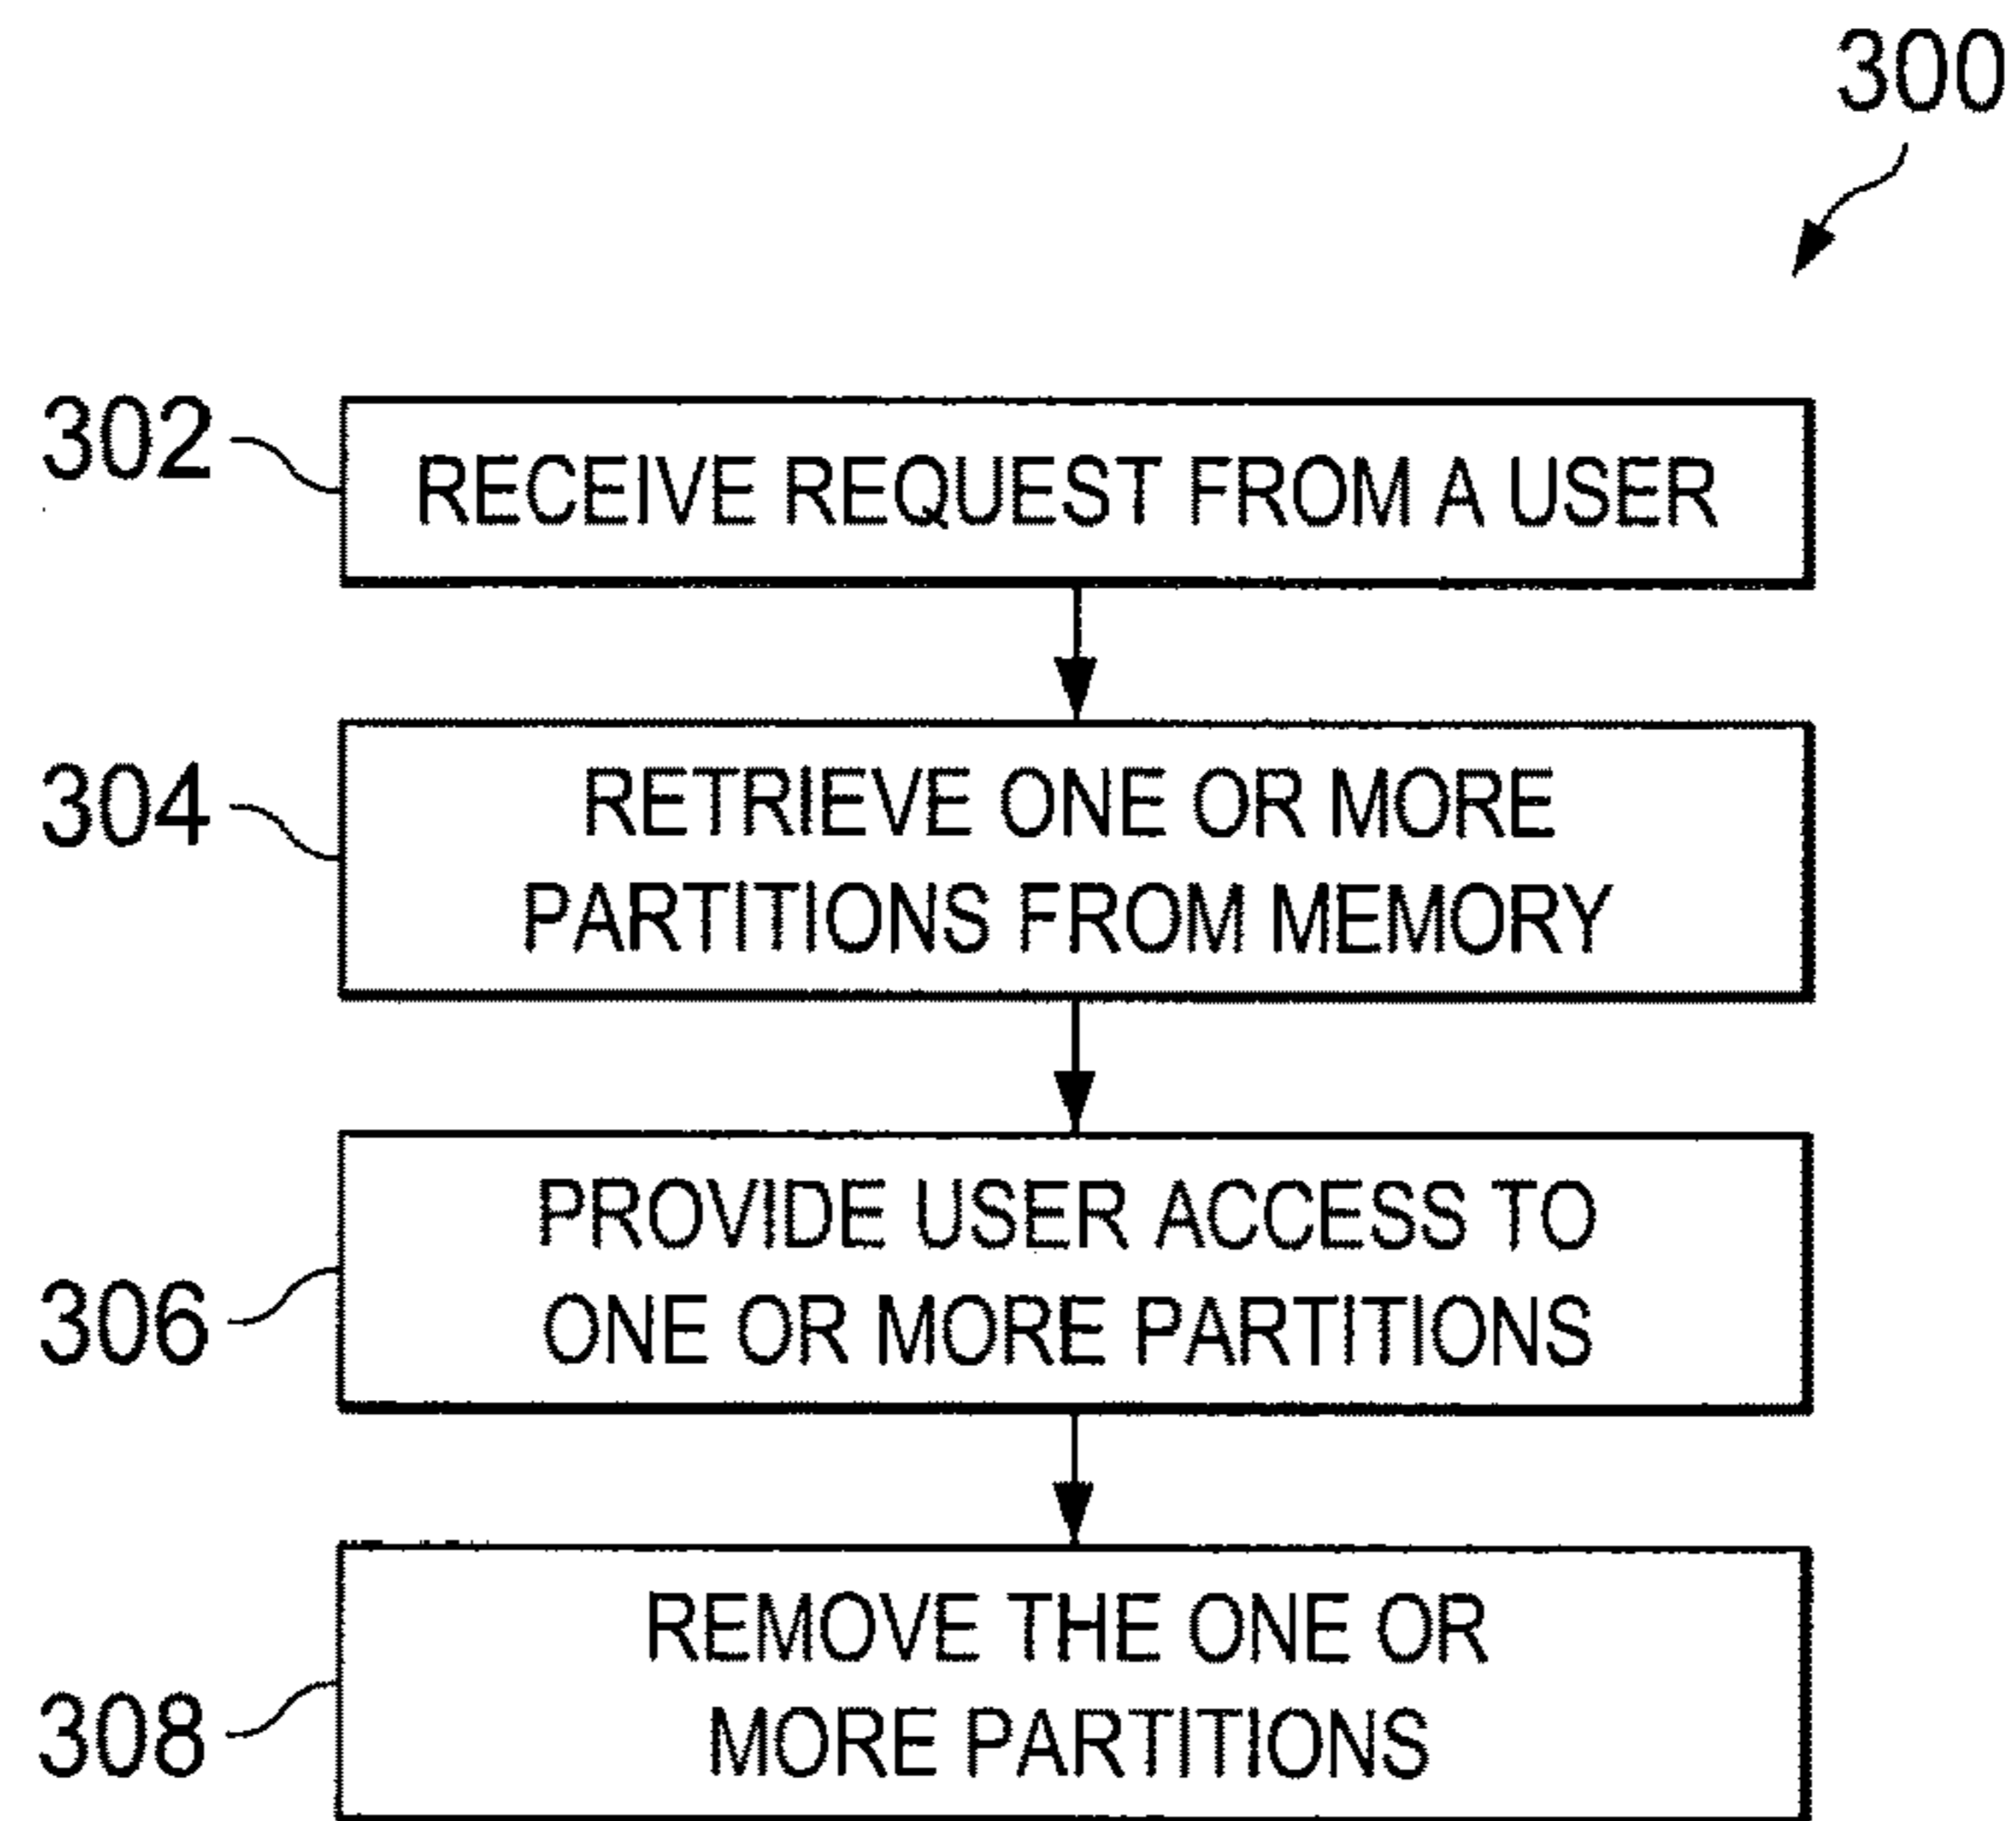 300
302
RECEIVE REQUEST FROM A USER
304
RETRIEVE ONE OR MORE
PARTITIONS FROM MEMORY
306
PROVIDE USER ACCESS TO
ONE OR MORE PARTITIONS
308
REMOVE THE ONE OR
MORE PARTITIONS